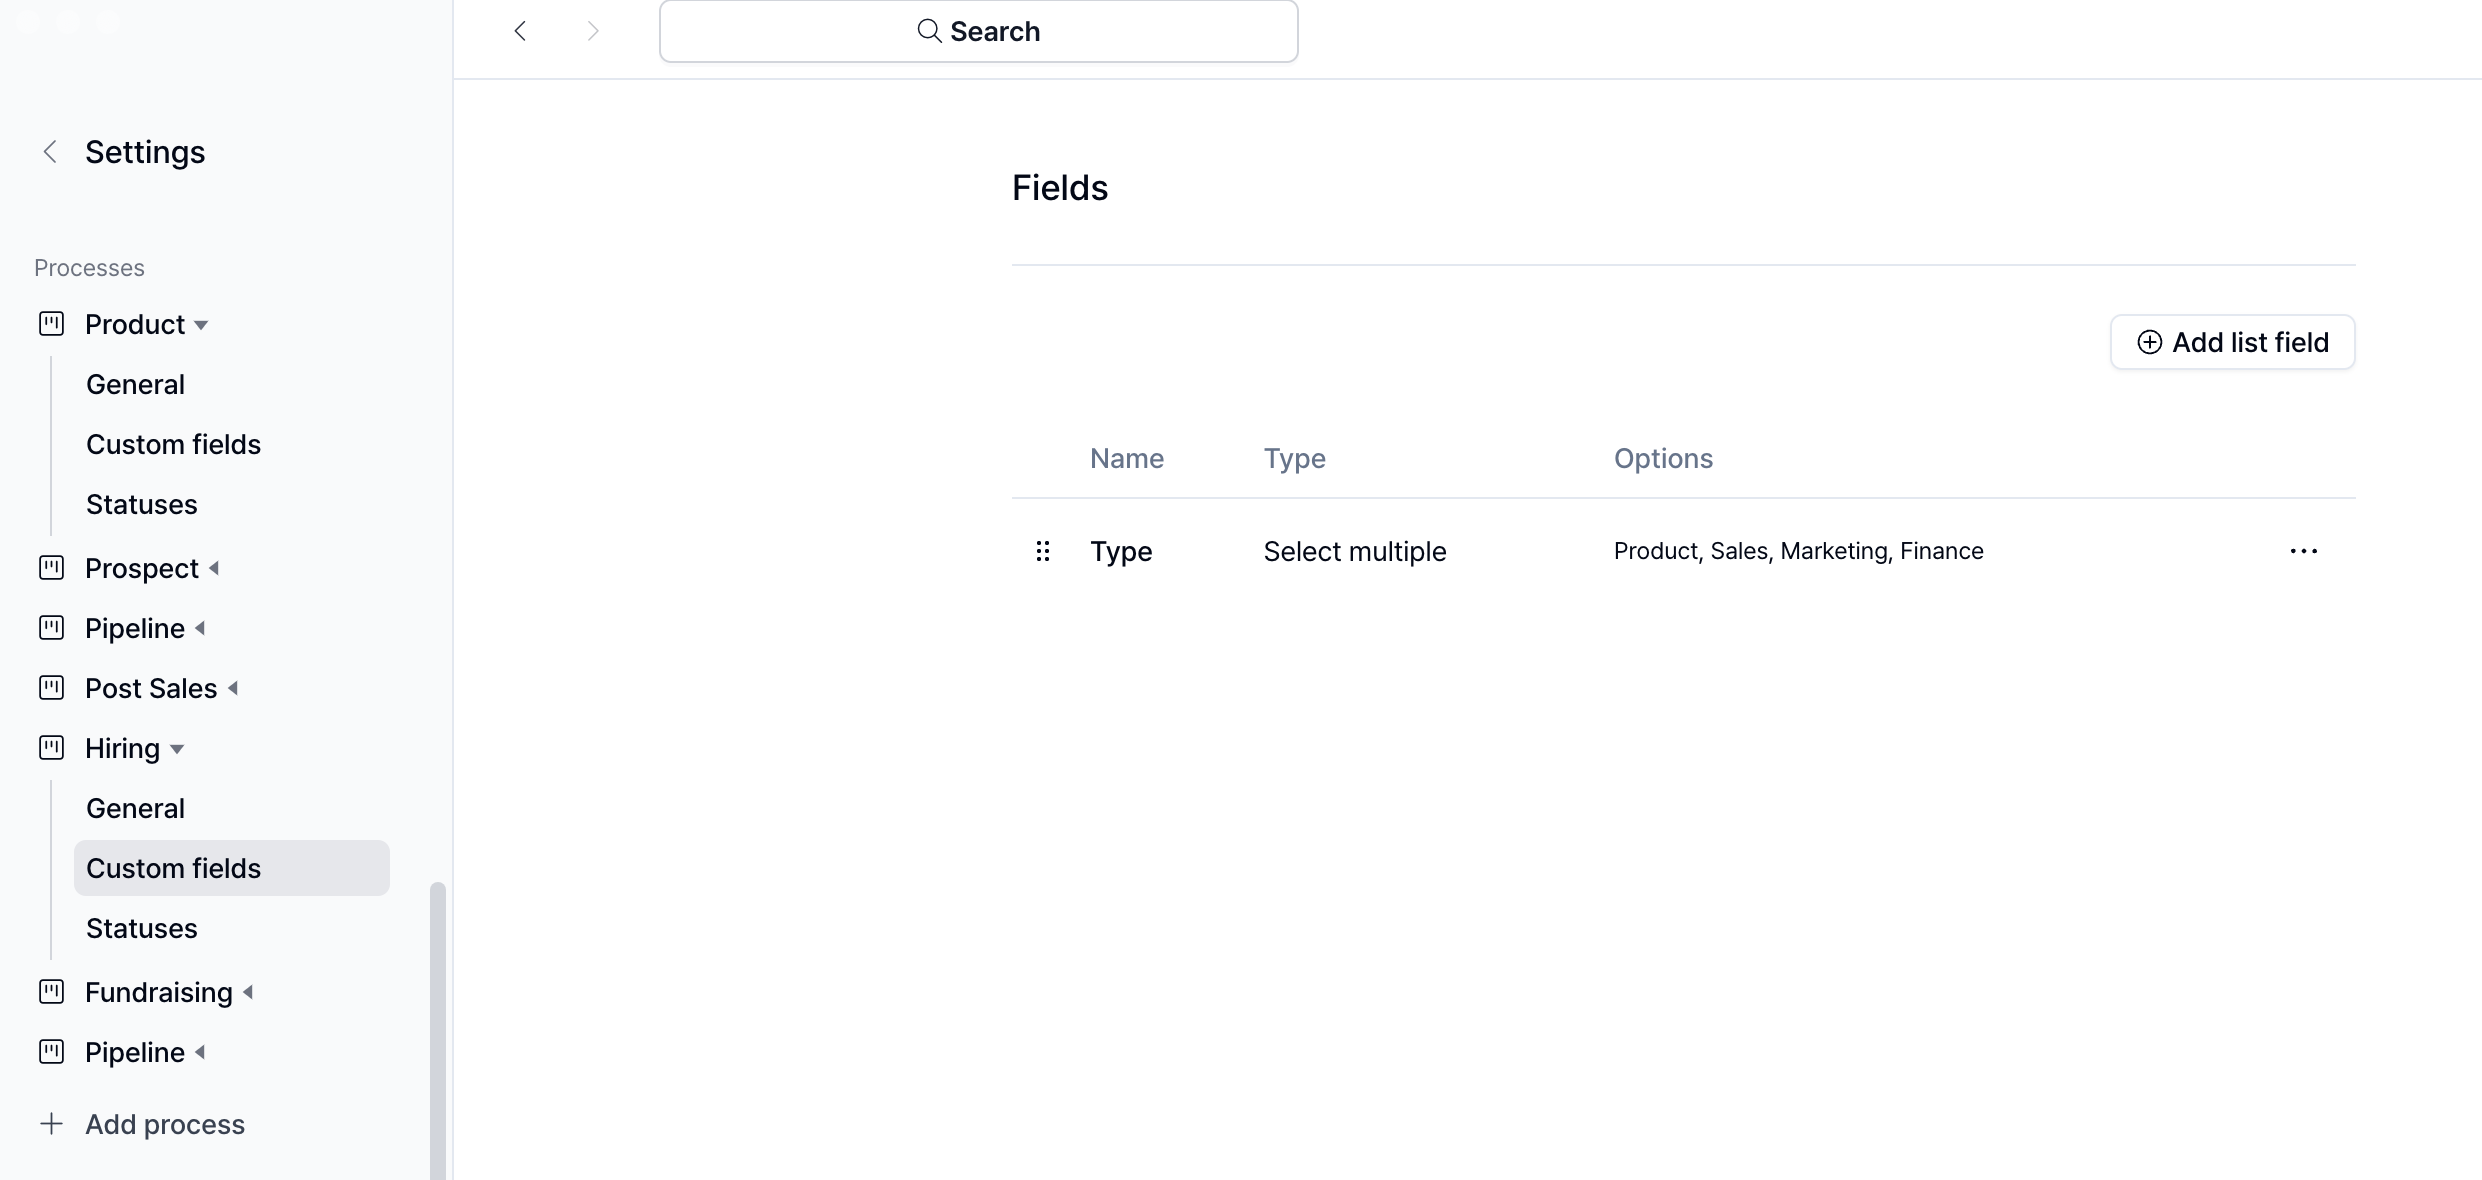 Search
Settings
Processes
Product
General
Custom fields
Statuses
Prospect
Pipeline
Post Sales
Hiring
General
Custom fields
Statuses
Fundraising
Pipeline
Add process
Fields
Add list field
Name Type Options
Type Select multiple Product, Sales, Marketing, Finance